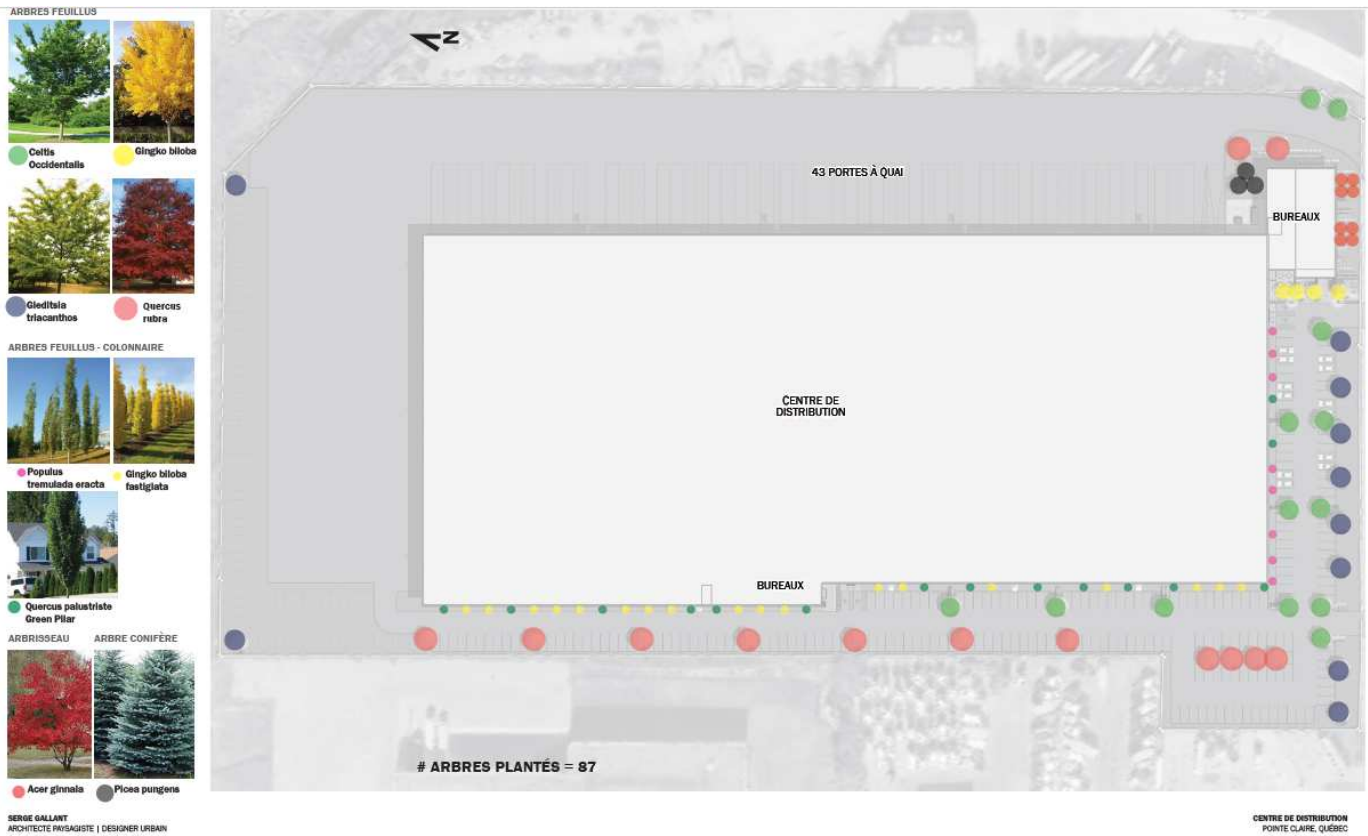 ARBRES FEUILLUS
Celtis
Occidentalis
Gingko biloba
Gleditsia
triacanthos
Quercus
rubra
ARBRES FEUILLUS - COLONNAIRE
Populus
tremulada eracta
Gingko biloba
fastigiata
Quercus palustriste
Green Pilar
ARBRISSEAU
ARBRE CONIFÈRE
Acer ginnala
Picea pungens
SERGE GALLANT
ARCHITECTE PAYSAGISTE | DESIGNER URBAIN
N
43 PORTES À QUAI
BUREAUX
CENTRE DE
DISTRIBUTION
BUREAUX
# ARBRES PLANTÉS = 87
CENTRE DE DISTRIBUTION
POINTE CLAIRE, QUÉBEC